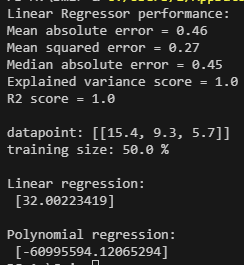 Linear Regressor performance:
Mean absolute error = 0.46
Mean squared error = 0.27
Median absolute error = 0.45
Explained variance score = 1.0
R2 score = 1.0
datapoint: [[15.4, 9.3, 5.7]]
training size: 50.0 %
Linear regression:
[32.00223419]
Polynomial regression:
[-60995594.12065294]